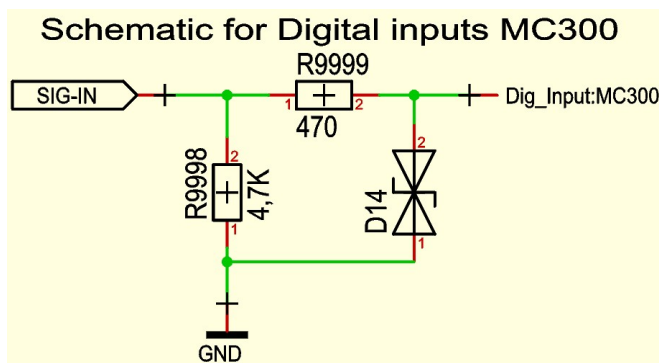 Schematic for Digital inputs MC300
R9999
SIG-IN
1
2
Dig_Input:MC300
470
2
R9998
4,7K
1
2
D14
1
GND